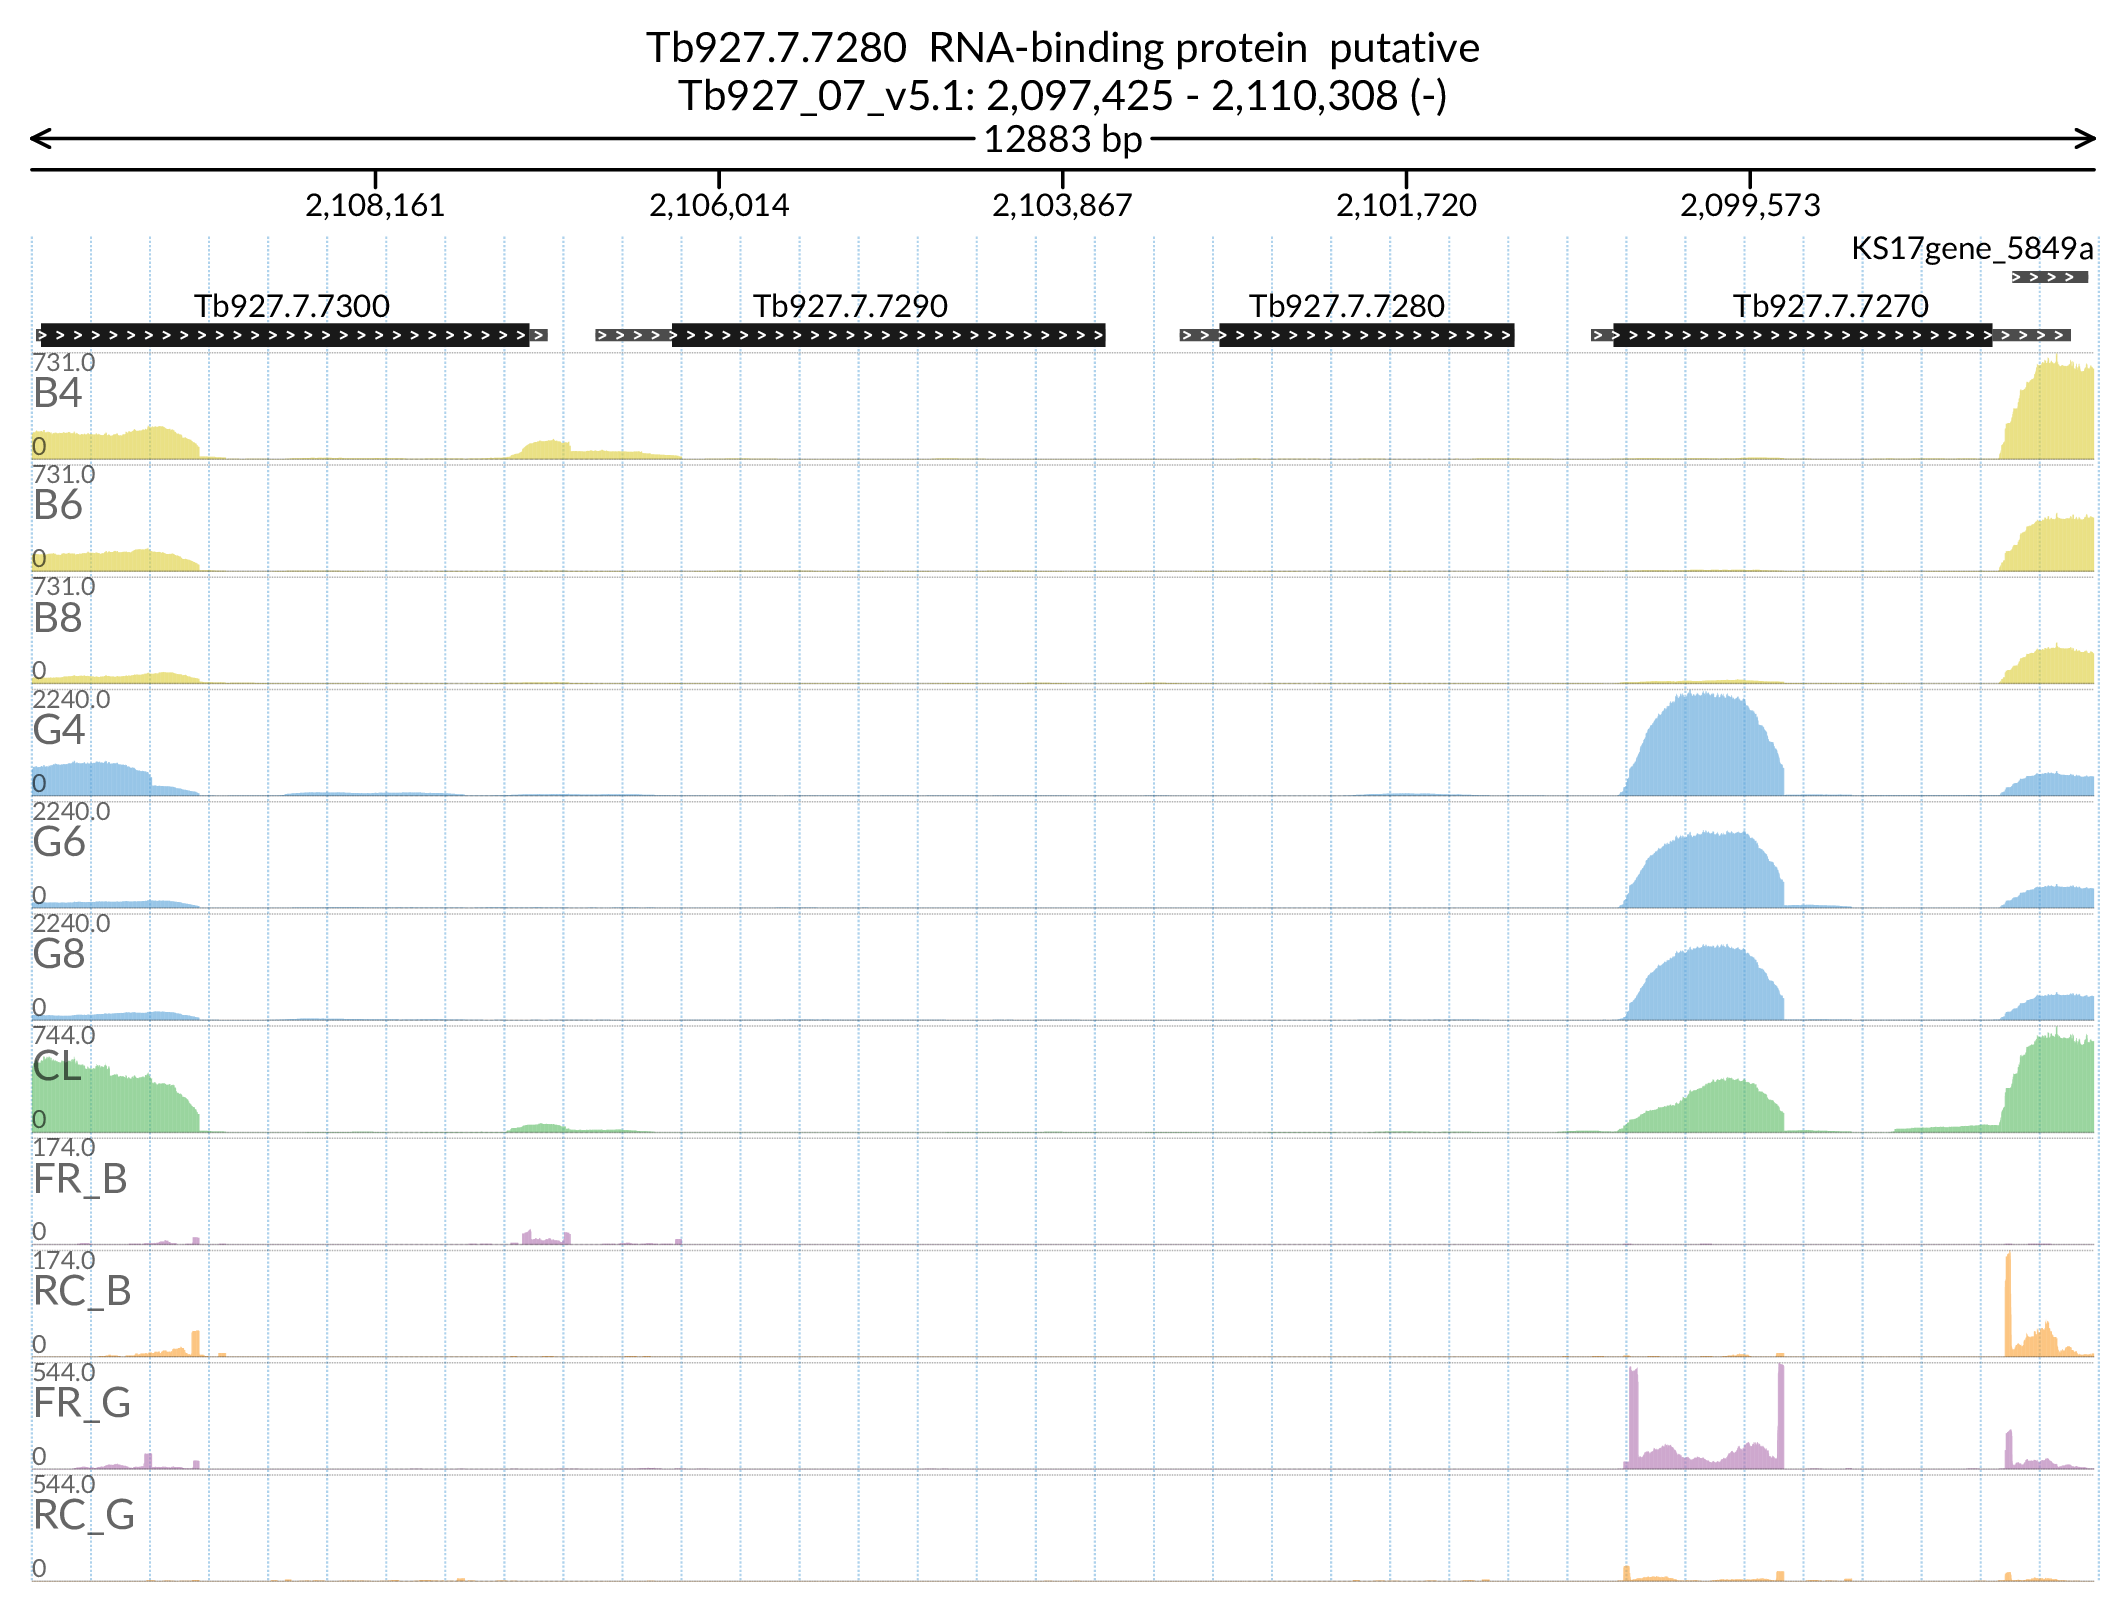 Tb927.7.7280  RNA-binding protein  putative
Tb927_07_v5.1: 2,097,425 - 2,110,308 (-)
12883 bp
2,108,161 2,106,014 2,103,867 2,101,720 2,099,573
KS17gene_5849a
Tb927.7.7300 Tb927.7.7290 Tb927.7.7280 Tb927.7.7270
731.0
B4
0
731.0
B6
0
731.0
B8
0
2240.0
G4
0
2240.0
G6
0
2240.0
G8
0
744.0
CL
0
174.0
FR_B
0
174.0
RC_B
0
544.0
FR_G
0
544.0
RC_G
0